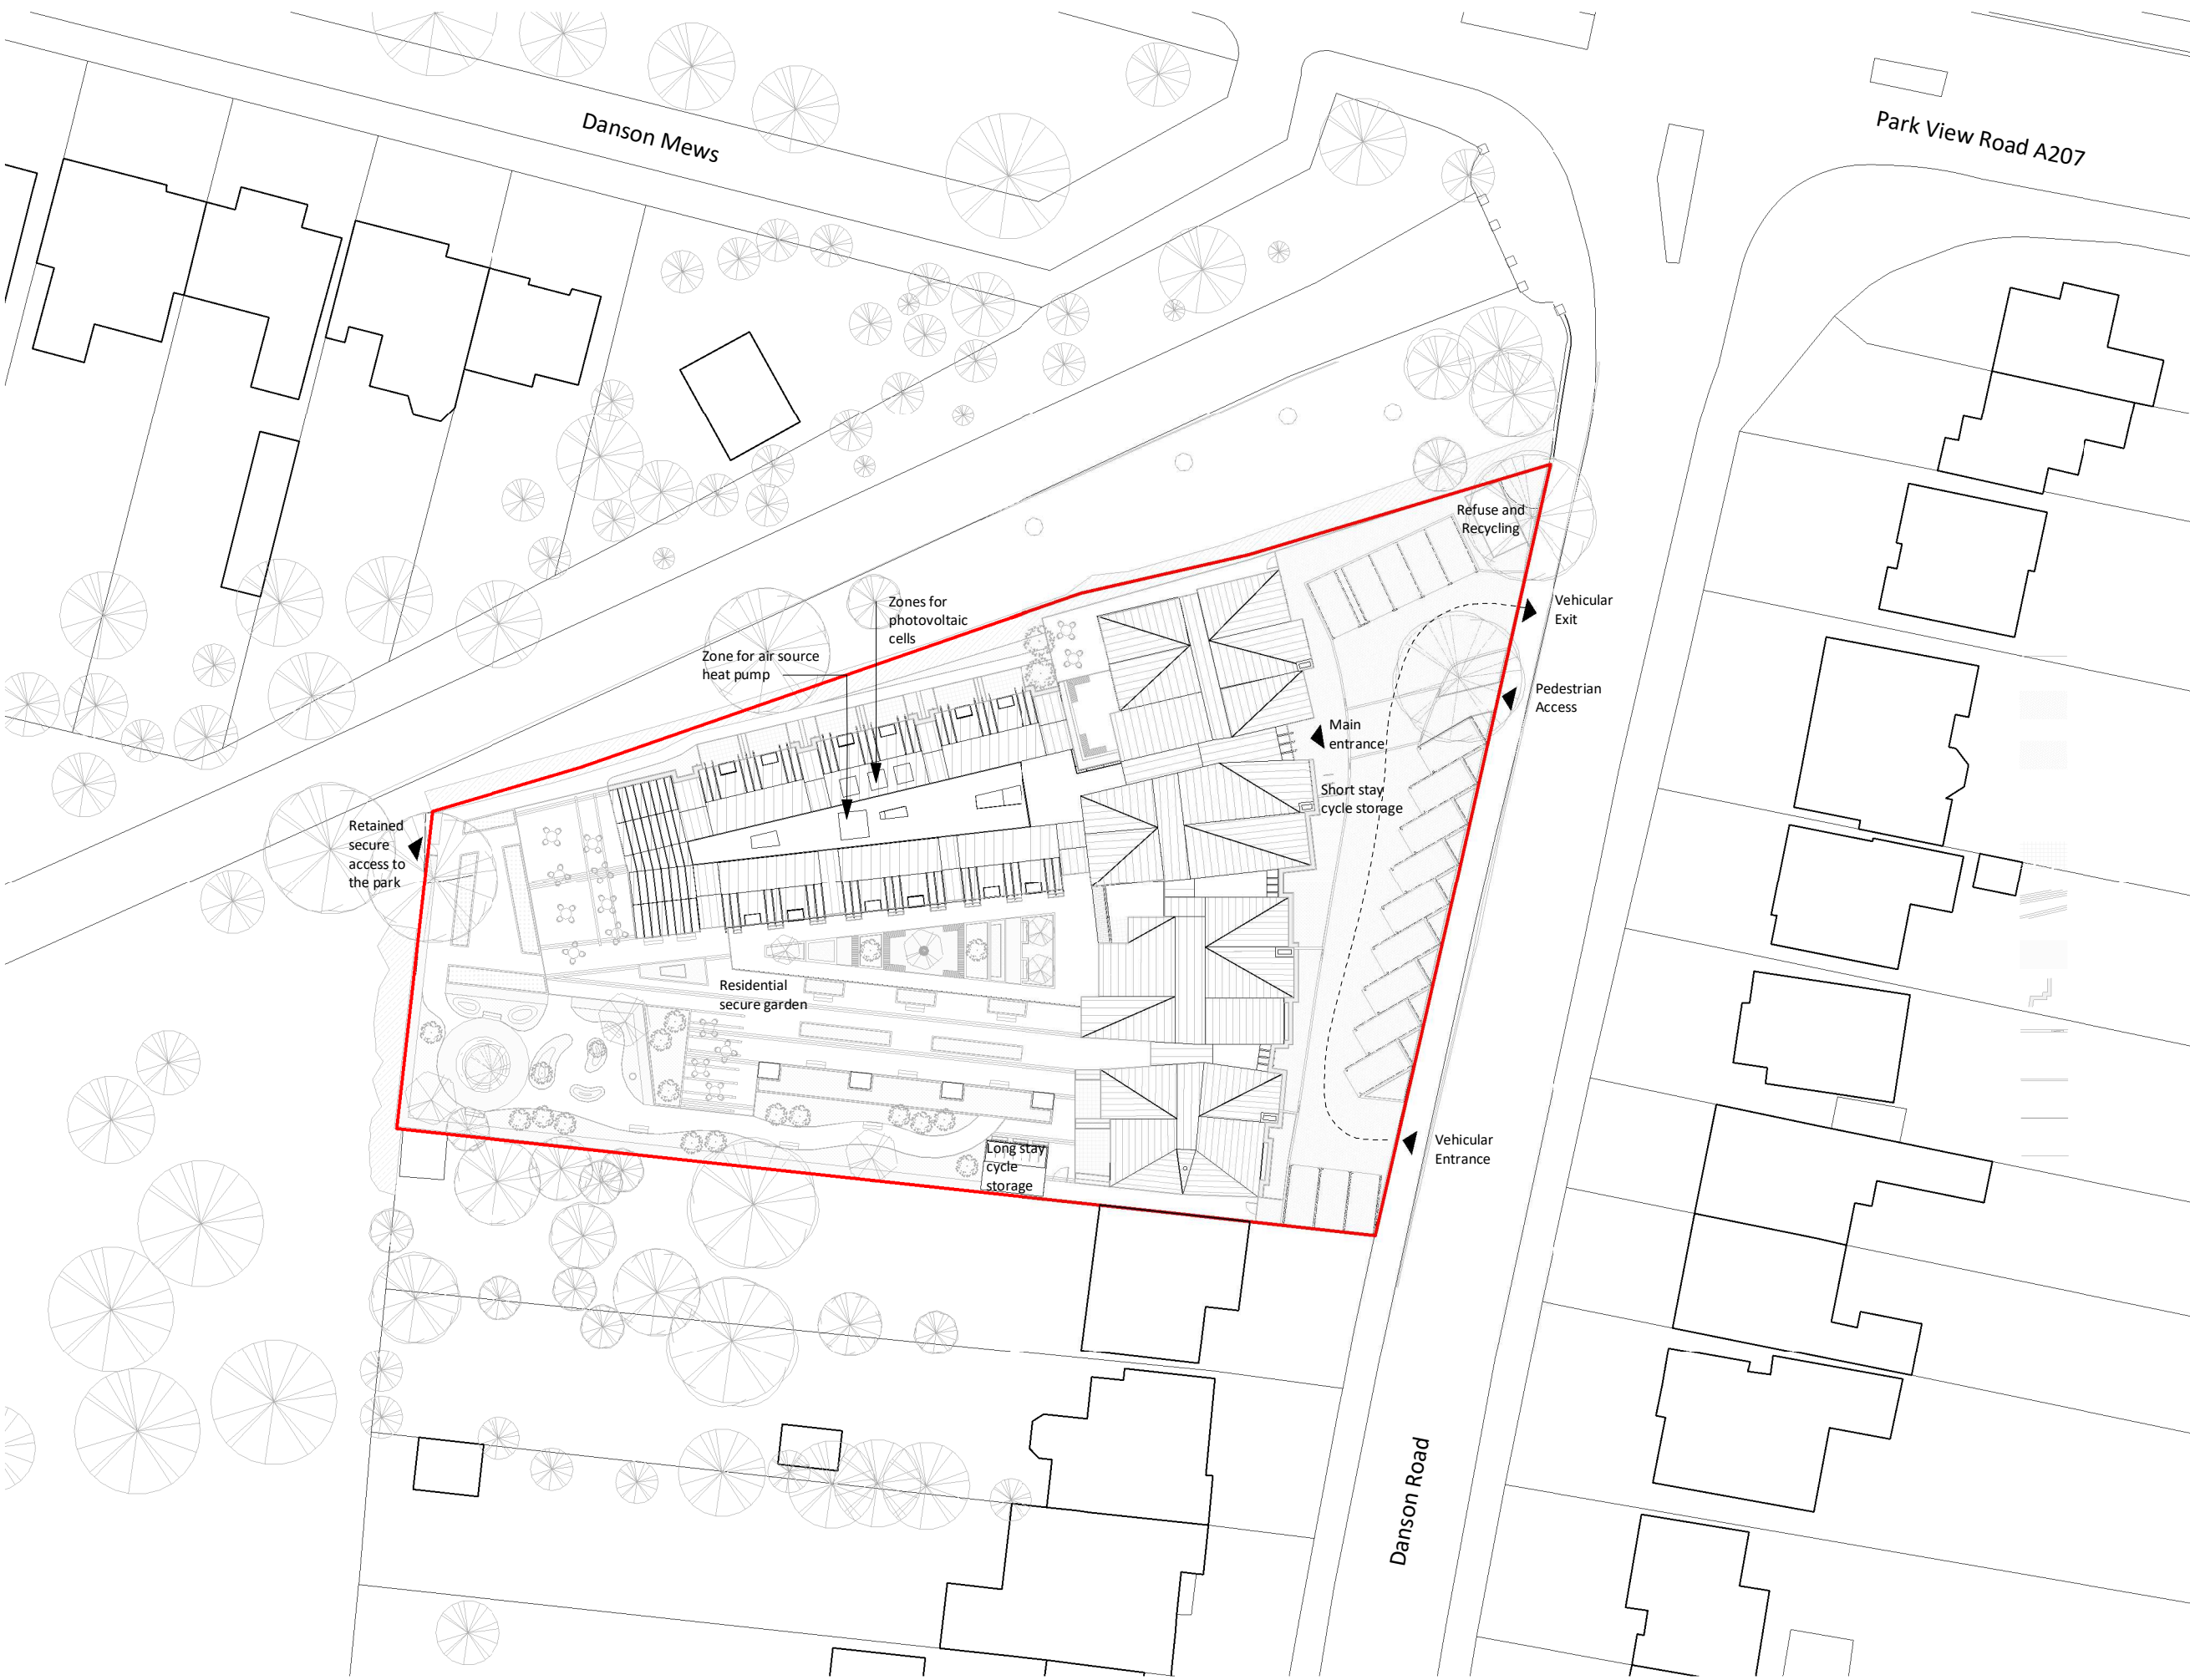 Danson Mews
Park View Road A207
Refuse and
Recycling
Zones for
photovoltaic
cells
Vehicular
Exit
Zone for air source
heat pump
Pedestrian
Access
Main
entrance
Short stay
cycle storage
Retained
secure
access to
the park
Residential
secure garden
Vehicular
Entrance
Long stay
cycle
storage
Danson Road